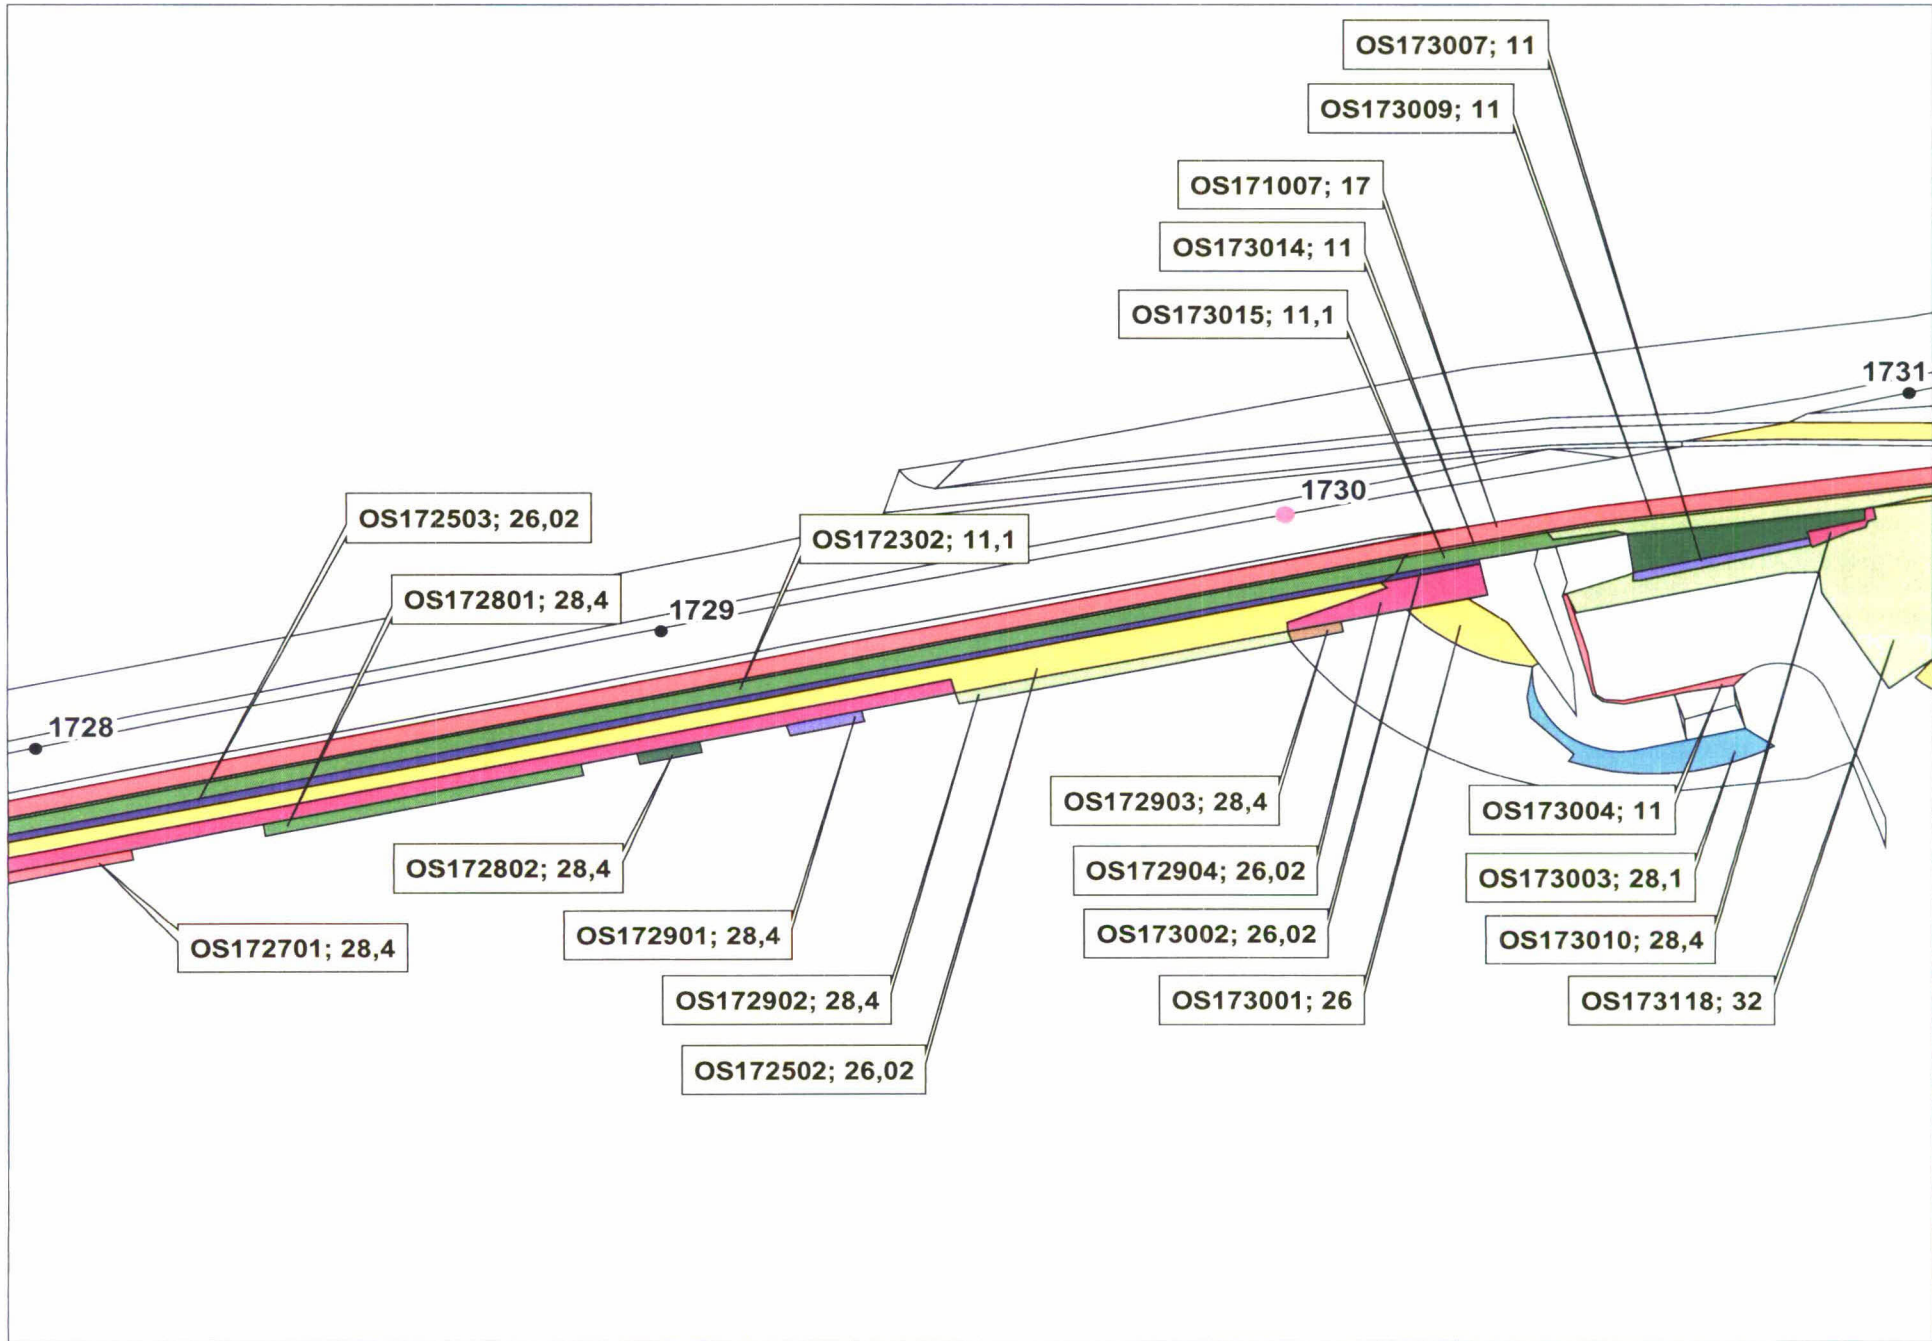 OS173007; 11
OS173009; 11
OS171007; 17
OS173014; 11
OS173015; 11,1
1731
1730
OS172503; 26,02
OS172302; 11,1
OS172801; 28,4
1729
1728
OS172903; 28,4
OS173004; 11
OS172802; 28,4
OS172904; 26,02
OS173003; 28,1
OS172901; 28,4
OS173002; 26,02
OS173010; 28,4
OS172701; 28,4
OS172902; 28,4
OS173001; 26
OS173118; 32
OS172502; 26,02